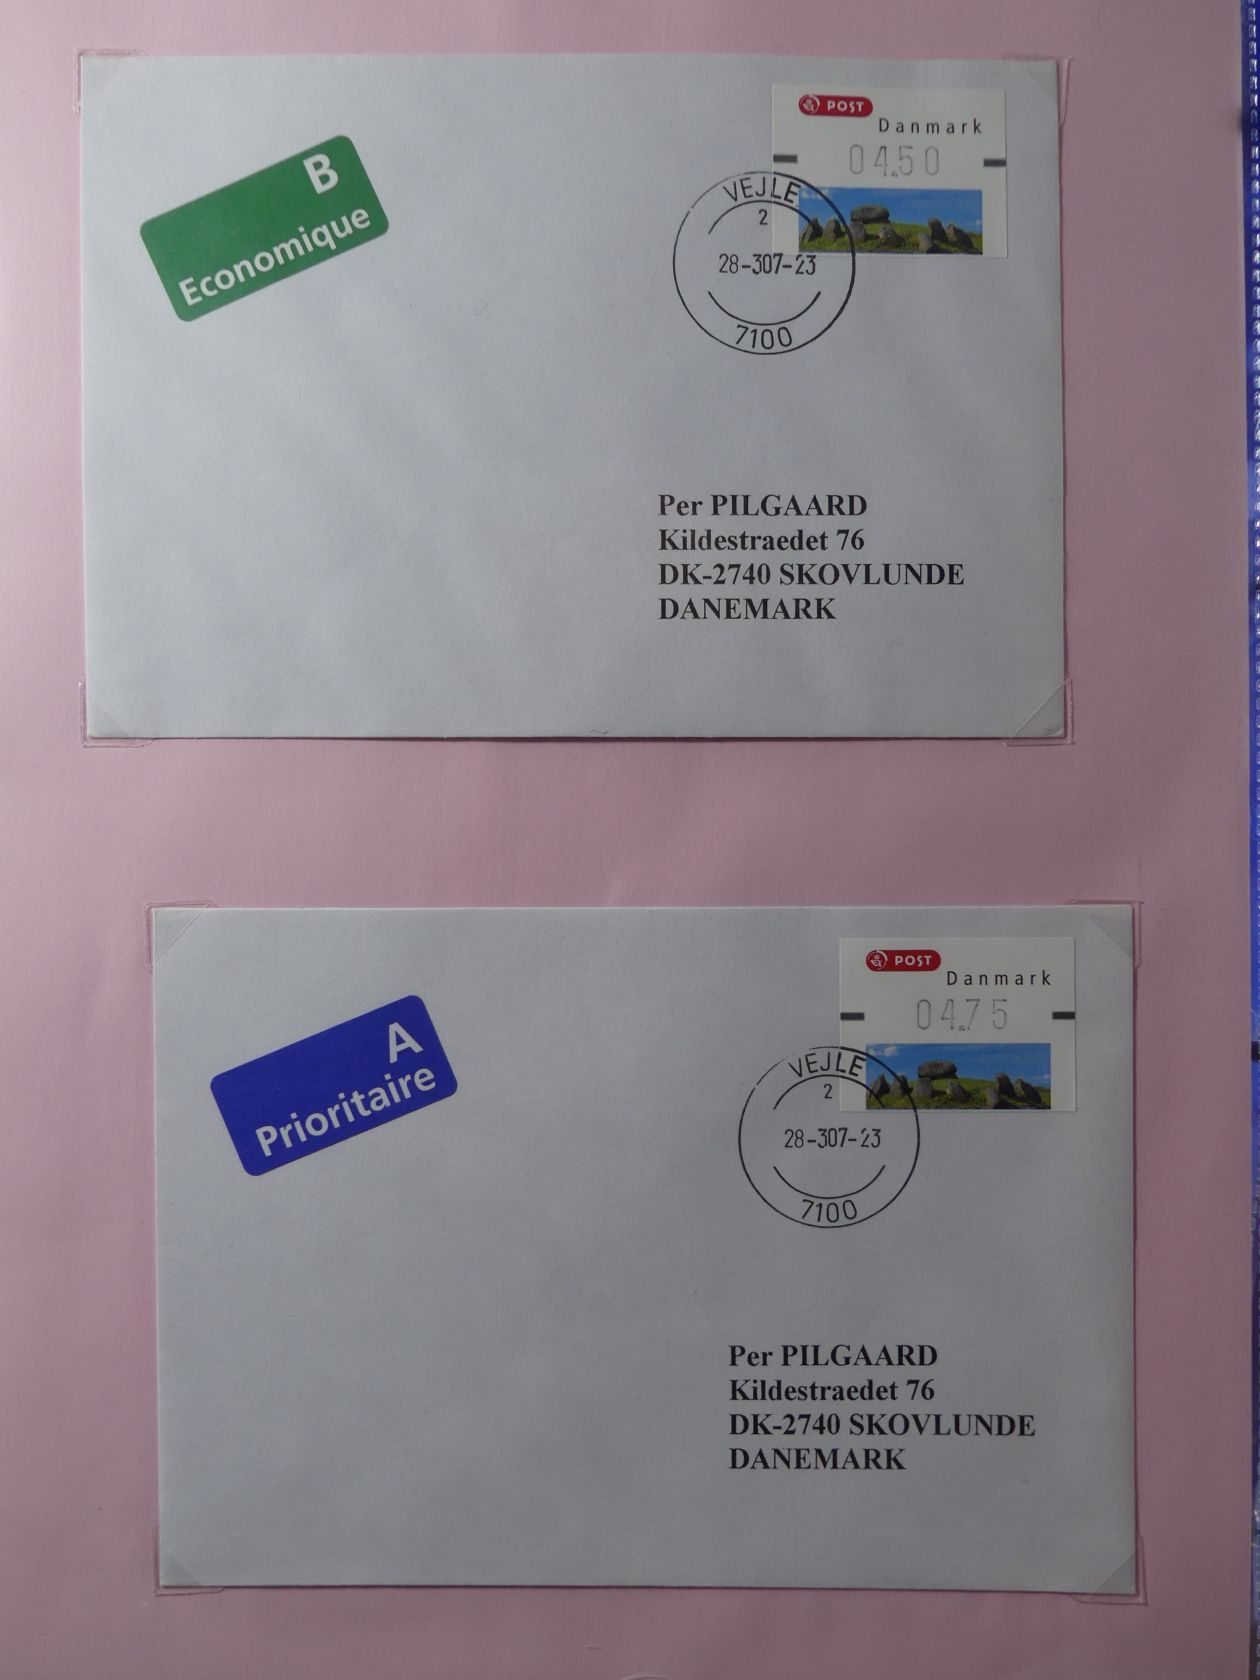 B
Economique
POST
Danmark
04.50
VEJLE
2
28-307-23
7100
Per PILGAARD
Kildestraedet 76
DK-2740 SKOVLUNDE
DANEMARK
A
Prioritaire
POST
Danmark
04.75
VEJLE
2
28-307-23
7100
Per PILGAARD
Kildestraedet 76
DK-2740 SKOVLUNDE
DANEMARK